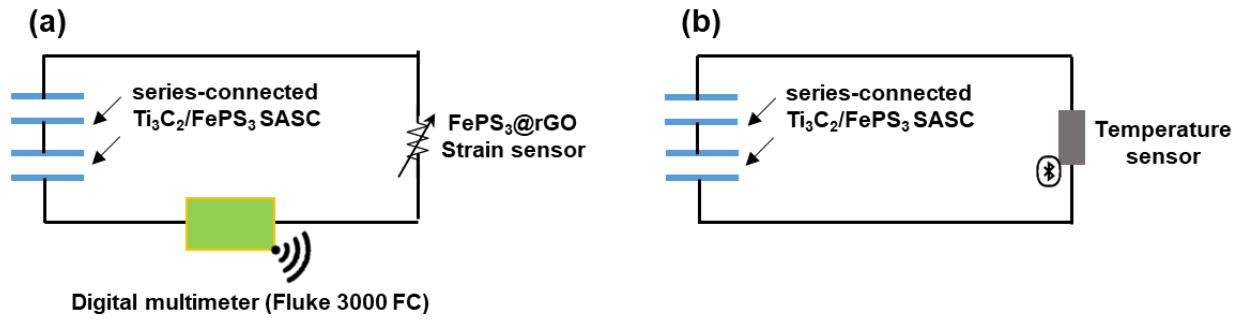 (a)
series-connected
Ti₃C₂/FePS₃ SASC
FePS₃@rGO
Strain sensor
Digital multimeter (Fluke 3000 FC)
(b)
series-connected
Ti₃C₂/FePS₃ SASC
Temperature
sensor